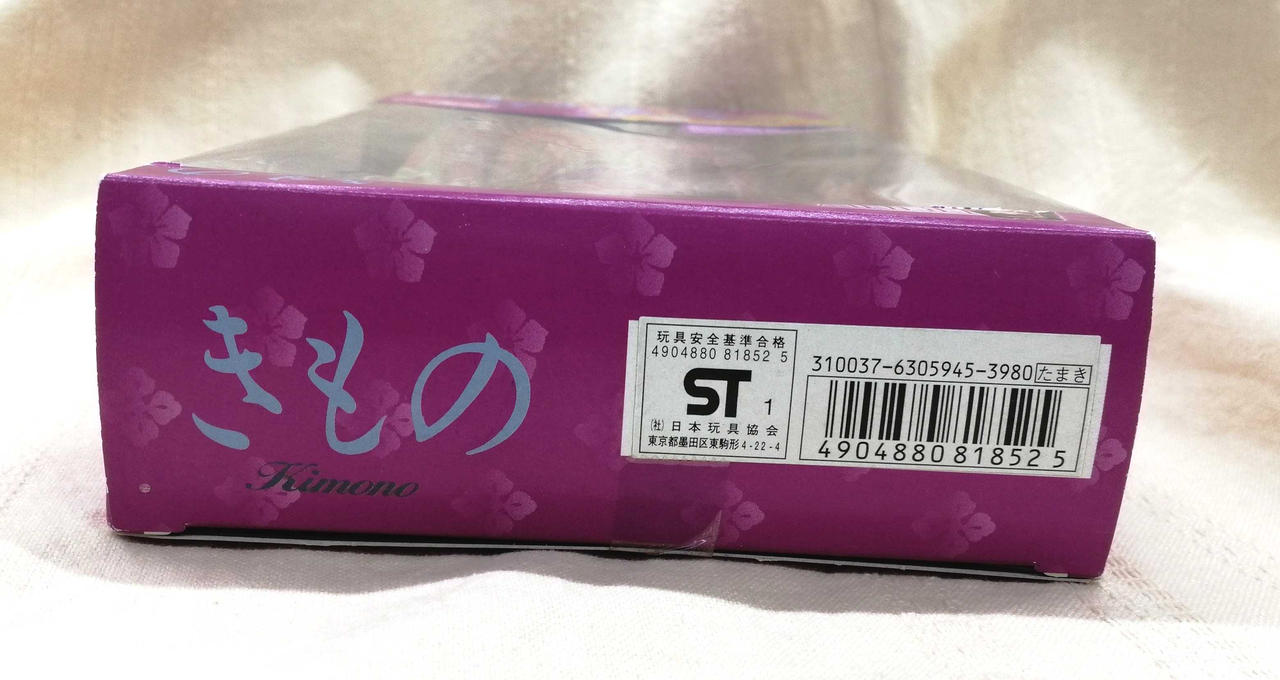 きもの
Kimono
玩具安全基準合格
4904880 81852 5
ST 1
(社)日本玩具協会
東京都墨田区東駒形4-22-4
310037-6305945-3980 たまき
4904880818525